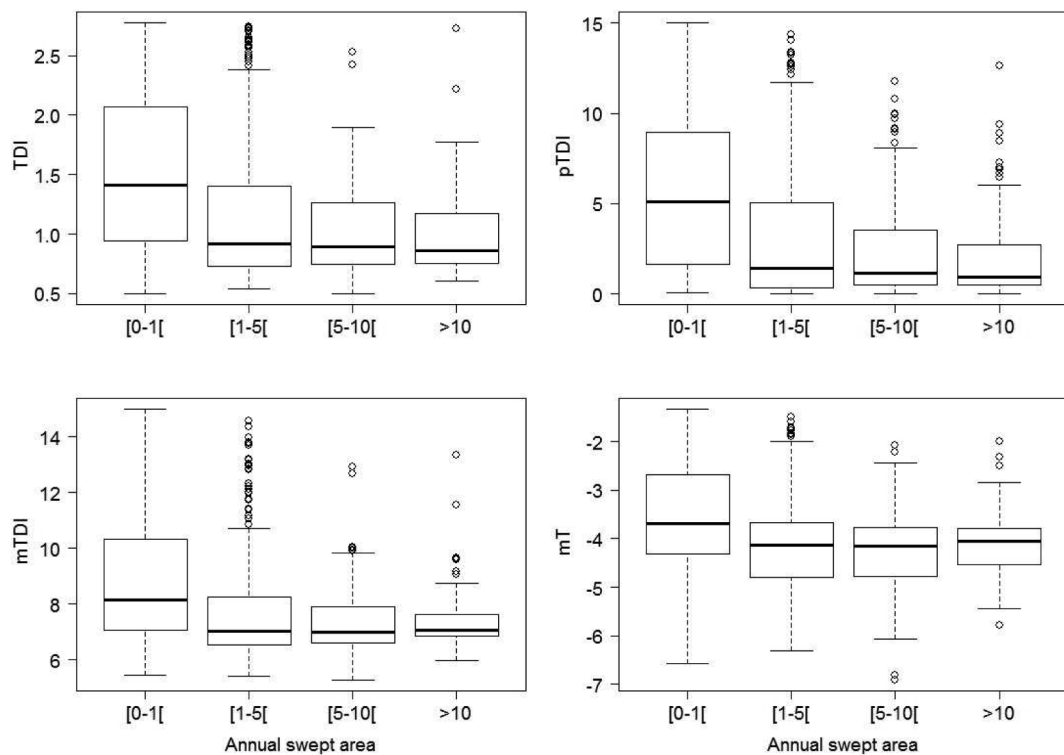 TDI
2.5
2.0
1.5
1.0
0.5
[0-1[ [1-5[ [5-10[ >10
pTDI
15
10
5
0
[0-1[ [1-5[ [5-10[ >10
mTDI
14
12
10
8
6
[0-1[ [1-5[ [5-10[ >10
Annual swept area
mT
-2
-3
-4
-5
-6
-7
[0-1[ [1-5[ [5-10[ >10
Annual swept area